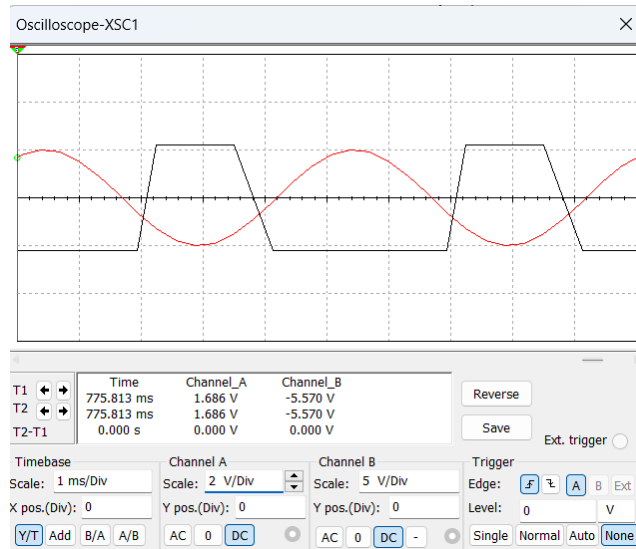 Oscilloscope-XSC1
Time Channel_A Channel_B
T1 775.813 ms 1.686 V -5.570 V
T2 775.813 ms 1.686 V -5.570 V
T2-T1 0.000 s 0.000 V 0.000 V
Reverse
Save
Ext. trigger
Timebase
Scale: 1 ms/Div
X pos.(Div): 0
Y/T Add B/A A/B
Channel A
Scale: 2 V/Div
Y pos.(Div): 0
AC 0 DC
Channel B
Scale: 5 V/Div
Y pos.(Div): 0
AC 0 DC -
Trigger
Edge: A B Ext
Level: 0 V
Single Normal Auto None